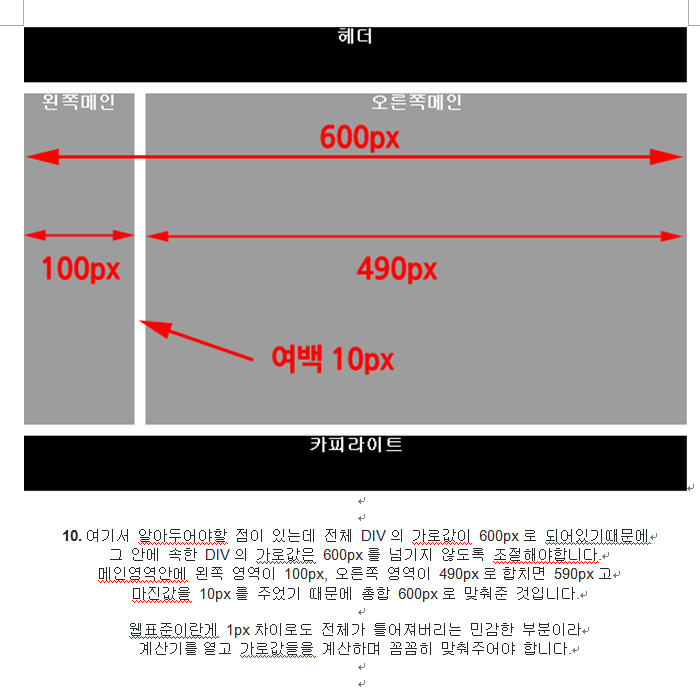 헤더
왼쪽메인
오른쪽메인
600px
100px
490px
여백 10px
카피라이트
10. 여기서 알아두어야할 점이 있는데 전체 DIV의 가로값이 600px로 되어있기때문에
그 안에 속한 DIV의 가로값은 600px를 넘기지 않도록 조절해야합니다.
메인영역안에 왼쪽 영역이 100px, 오른쪽 영역이 490px로 합치면 590px고
마진값을 10px를 주었기 때문에 총합 600px로 맞춰준 것입니다.
웹표준이란게 1px차이로도 전체가 틀어져버리는 민감한 부분이라
계산기를 열고 가로값들을 계산하며 꼼꼼히 맞춰주어야 합니다.